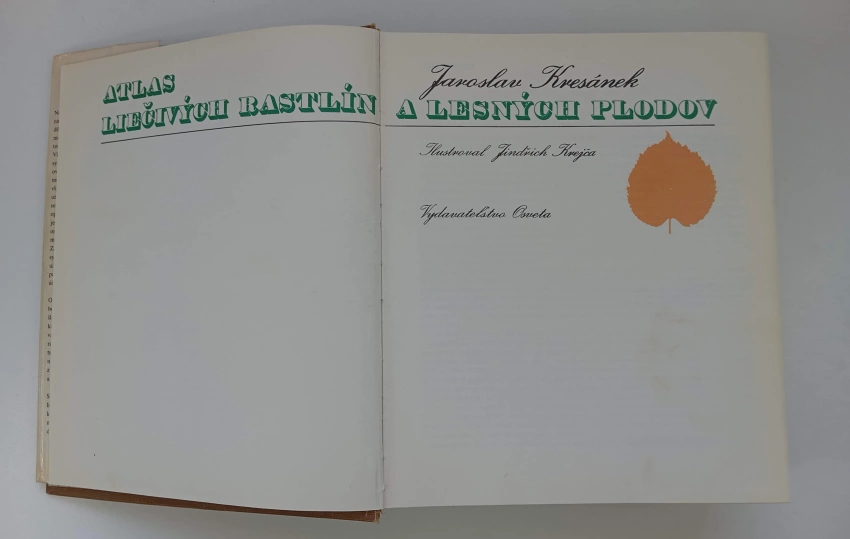 ATLAS
LIEČIVÝCH RASTLÍN
Jaroslav Kresánek
A LESNÝCH PLODOV
Ilustroval Jindřich Krejča
Vydavateľstvo Osveta